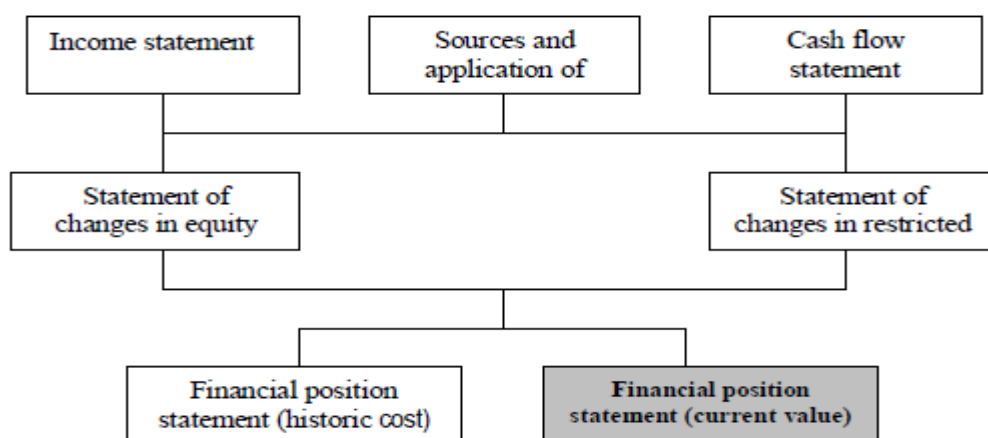 Income statement
Sources and
application of
Cash flow
statement
Statement of
changes in equity
Statement of
changes in restricted
Financial position
statement (historic cost)
Financial position
statement (current value)